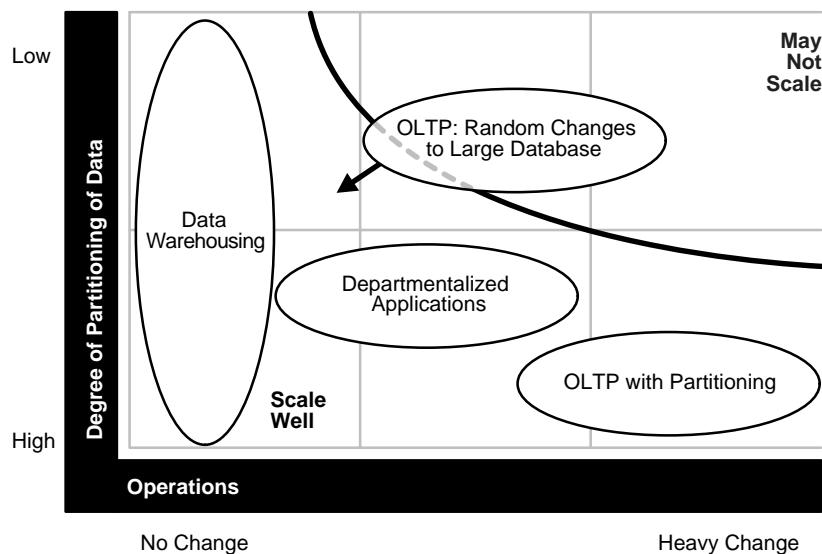 Low
May
Not
Scale
OLTP: Random Changes
to Large Database
Degree of Partitioning of Data
Data
Warehousing
Departmentalized
Applications
OLTP with Partitioning
Scale
Well
High
Operations
No Change
Heavy Change